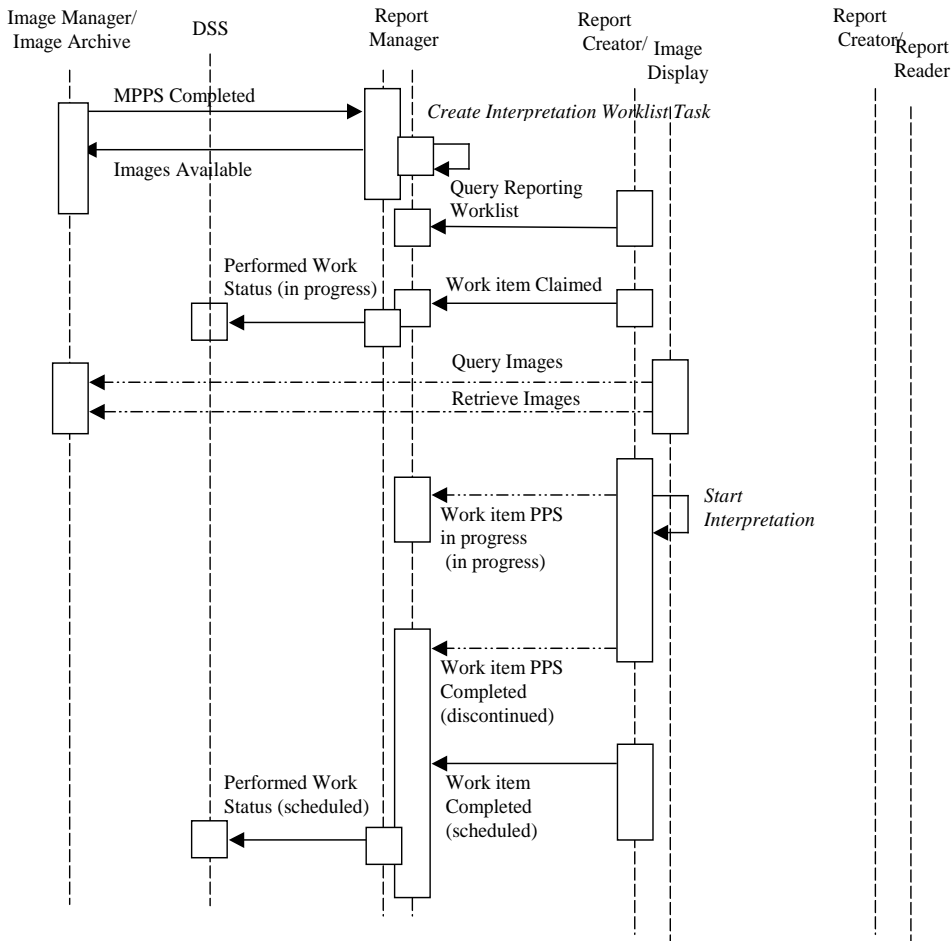 Image Manager/
Image Archive
DSS
Report
Manager
Report
Creator/
Image
Display
Report
Creator/
Report
Reader
MPPS Completed
Create Interpretation Worklist Task
Images Available
Query Reporting
Worklist
Performed Work
Status (in progress)
Work item Claimed
Query Images
Retrieve Images
Work item PPS
in progress
(in progress)
Start
Interpretation
Work item PPS
Completed
(discontinued)
Performed Work
Status (scheduled)
Work item
Completed
(scheduled)